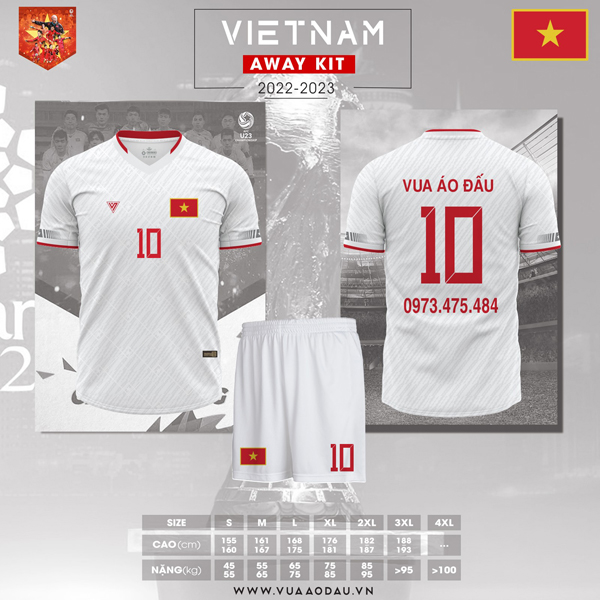 VIETNAM
AWAY KIT
2022-2023
U23
10
VUA ÁO ĐẤU
10
0973.475.484
10
SIZE S M L XL 2XL 3XL 4XL
CAO(cm) 155 160 161 167 168 175 176 181 182 187 188 193 ...
NẶNG(kg) 45 55 55 65 65 75 75 85 85 95 >95 >100
WWW.VUAAODAU.VN